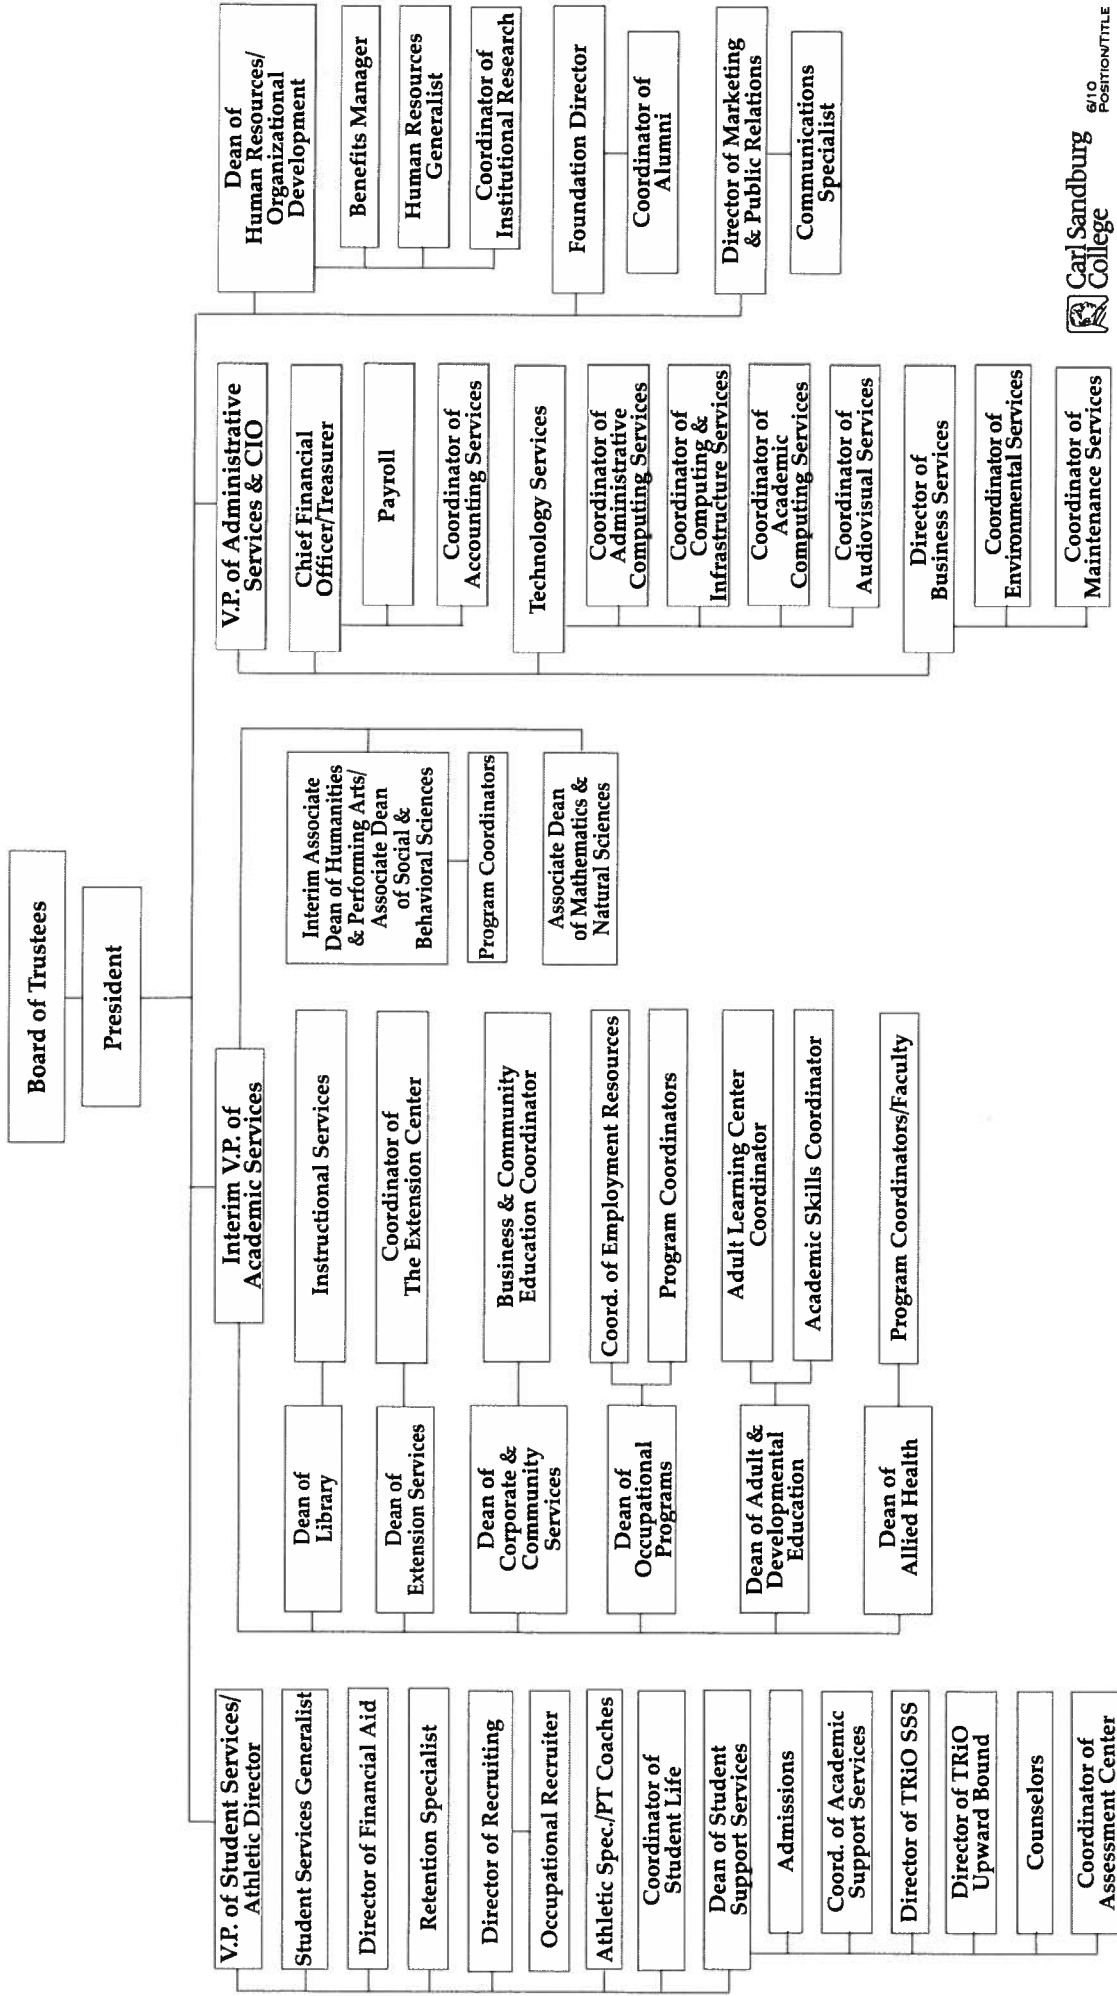 Board of Trustees
President
V.P. of Student Services/
Athletic Director
Student Services Generalist
Director of Financial Aid
Retention Specialist
Director of Recruiting
Occupational Recruiter
Athletic Spec./PT Coaches
Coordinator of
Student Life
Dean of Student
Support Services
Admissions
Coord. of Academic
Support Services
Director of TRiO SSS
Director of TRiO
Upward Bound
Counselors
Coordinator of
Assessment Center
Interim V.P. of
Academic Services
Dean of
Library
Instructional Services
Dean of
Extension Services
Coordinator of
The Extension Center
Dean of
Corporate &
Community
Services
Business & Community
Education Coordinator
Dean of
Occupational
Programs
Coord. of Employment Resources
Program Coordinators
Dean of Adult &
Developmental
Education
Adult Learning Center
Coordinator
Academic Skills Coordinator
Dean of
Allied Health
Program Coordinators/Faculty
Interim Associate
Dean of Humanities
& Performing Arts/
Associate Dean
of Social &
Behavioral Sciences
Program Coordinators
Associate Dean
of Mathematics &
Natural Sciences
V.P. of Administrative
Services & CIO
Chief Financial
Officer/Treasurer
Payroll
Coordinator of
Accounting Services
Technology Services
Coordinator of
Administrative
Computing Services
Coordinator of
Computing &
Infrastructure Services
Coordinator of
Academic
Computing Services
Coordinator of
Audiovisual Services
Director of
Business Services
Coordinator of
Environmental Services
Coordinator of
Maintenance Services
Dean of
Human Resources/
Organizational
Development
Benefits Manager
Human Resources
Generalist
Coordinator of
Institutional Research
Foundation Director
Coordinator of
Alumni
Director of Marketing
& Public Relations
Communications
Specialist
Carl Sandburg
College
6/10
POSITION/TITLE